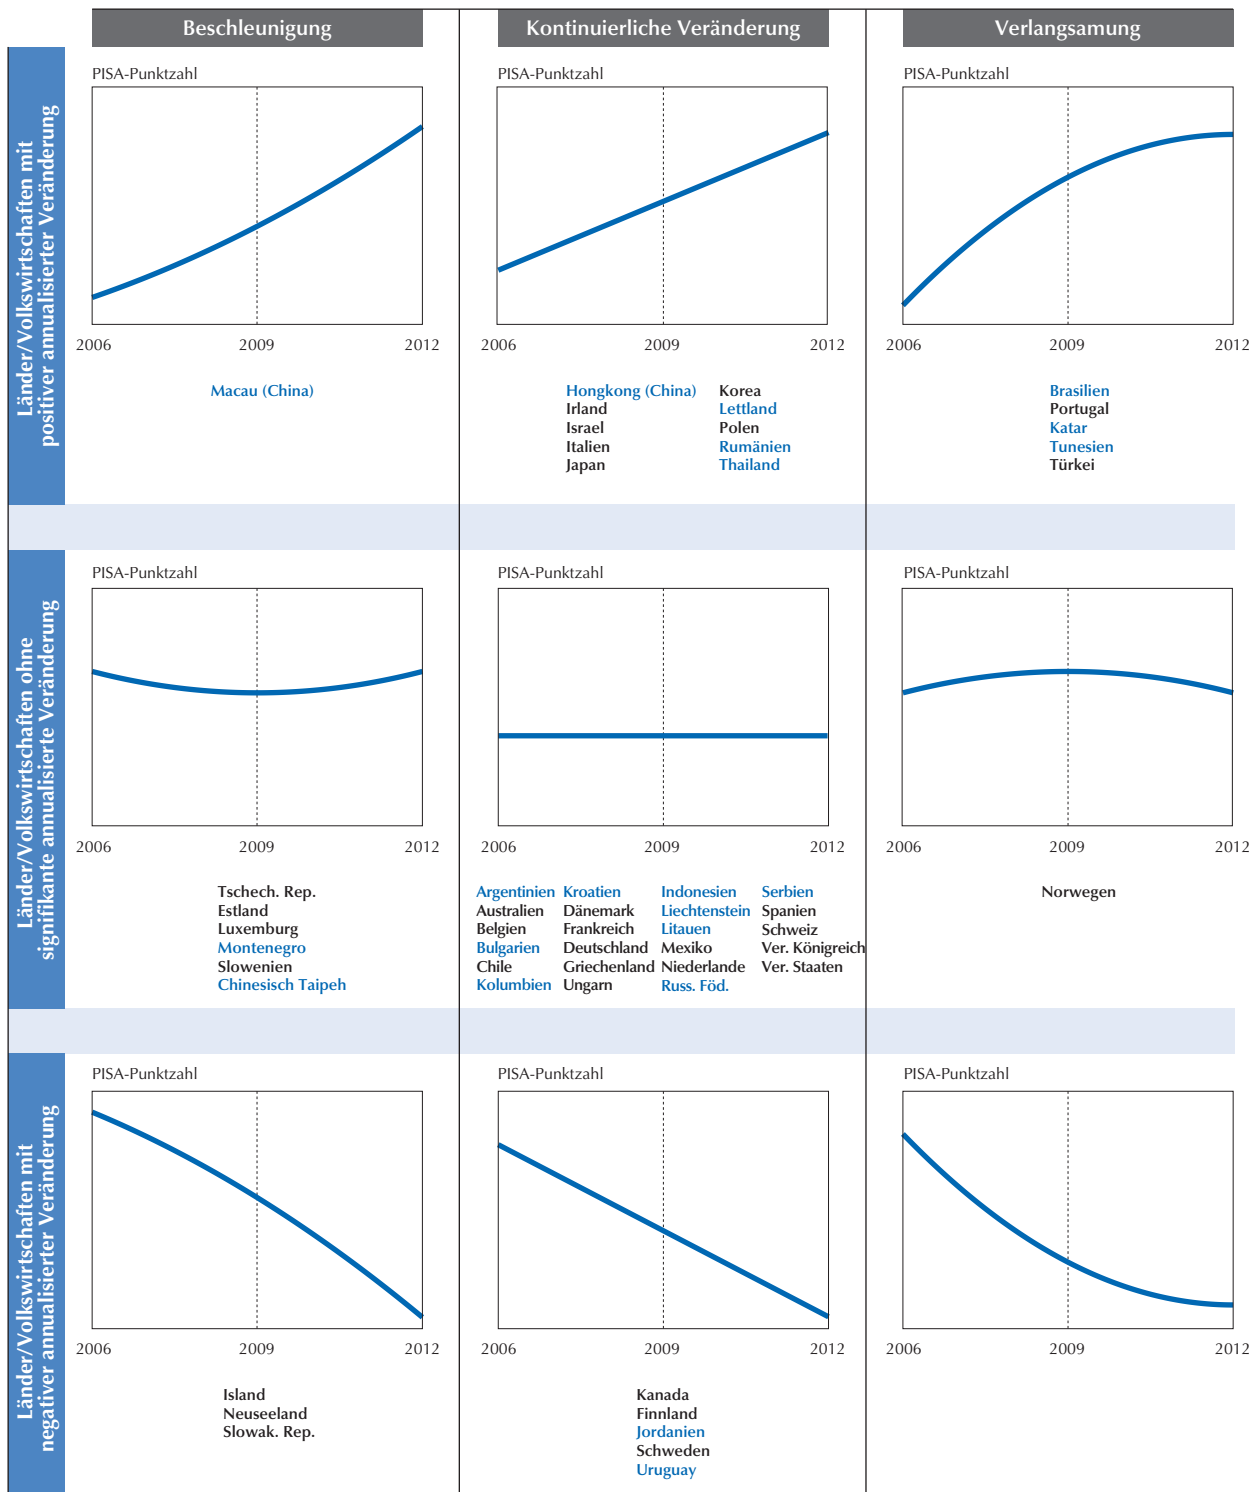 Beschleunigung
Kontinuierliche Veränderung
Verlangsamung
Länder/Volkswirtschaften mit
positiver annualisierter Veränderung
PISA-Punktzahl
2006 2009 2012
Macau (China)
PISA-Punktzahl
2006 2009 2012
Hongkong (China) Korea
Irland Lettland
Israel Polen
Italien Rumänien
Japan Thailand
PISA-Punktzahl
2006 2009 2012
Brasilien
Portugal
Katar
Tunesien
Türkei
Länder/Volkswirtschaften ohne
signifikante annualisierte Veränderung
PISA-Punktzahl
2006 2009 2012
Tschech. Rep.
Estland
Luxemburg
Montenegro
Slowenien
Chinesisch Taipeh
PISA-Punktzahl
2006 2009 2012
Argentinien Kroatien Indonesien Serbien
Australien Dänemark Liechtenstein Spanien
Belgien Frankreich Litauen Schweiz
Bulgarien Deutschland Mexiko Ver. Königreich
Chile Griechenland Niederlande Ver. Staaten
Kolumbien Ungarn Russ. Föd.
PISA-Punktzahl
2006 2009 2012
Norwegen
Länder/Volkswirtschaften mit
negativer annualisierter Veränderung
PISA-Punktzahl
2006 2009 2012
Island
Neuseeland
Slowak. Rep.
PISA-Punktzahl
2006 2009 2012
Kanada
Finnland
Jordanien
Schweden
Uruguay
PISA-Punktzahl
2006 2009 2012